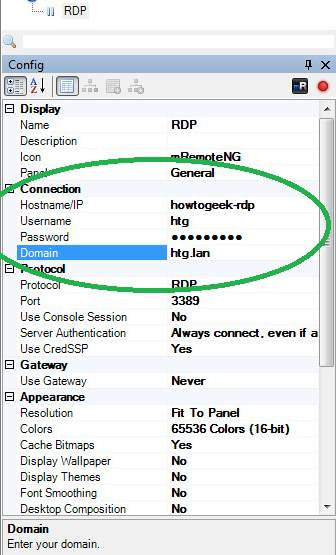 RDP
Config
Display
Name RDP
Description
Icon mRemoteNG
Panel General
Connection
Hostname/IP howtogeek-rdp
Username htg
Password ●●●●●●●●●
Domain htg.lan
Protocol
Protocol RDP
Port 3389
Use Console Session No
Server Authentication Always connect, even if a
Use CredSSP Yes
Gateway
Use Gateway Never
Appearance
Resolution Fit To Panel
Colors 65536 Colors (16-bit)
Cache Bitmaps Yes
Display Wallpaper No
Display Themes No
Font Smoothing No
Desktop Composition No
Domain
Enter your domain.